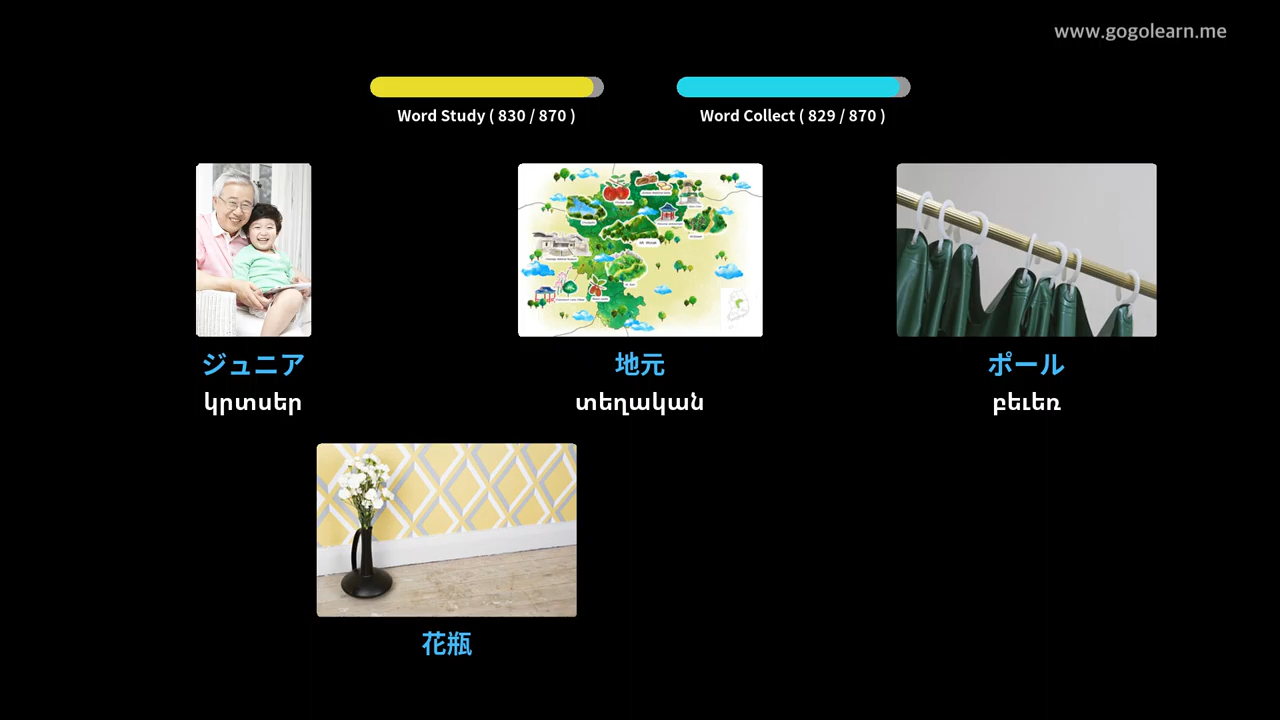 www.gogolearn.me
Word Study ( 830 / 870 )
Word Collect ( 829 / 870 )
ジュニア
地元
ポール
կրտսեր
տեղական
բեւեռ
花瓶